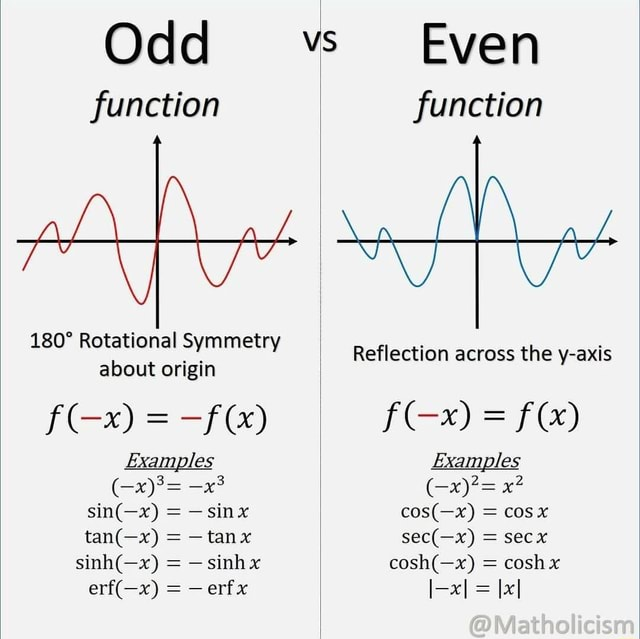 Odd vs Even
function function
180° Rotational Symmetry
about origin
Reflection across the y-axis
f(−x) = −f(x)
f(−x) = f(x)
Examples
(−x)³= −x³
sin(−x) = − sin x
tan(−x) = − tan x
sinh(−x) = − sinh x
erf(−x) = − erf x
Examples
(−x)²= x²
cos(−x) = cos x
sec(−x) = sec x
cosh(−x) = cosh x
|−x| = |x|
@Matholicism